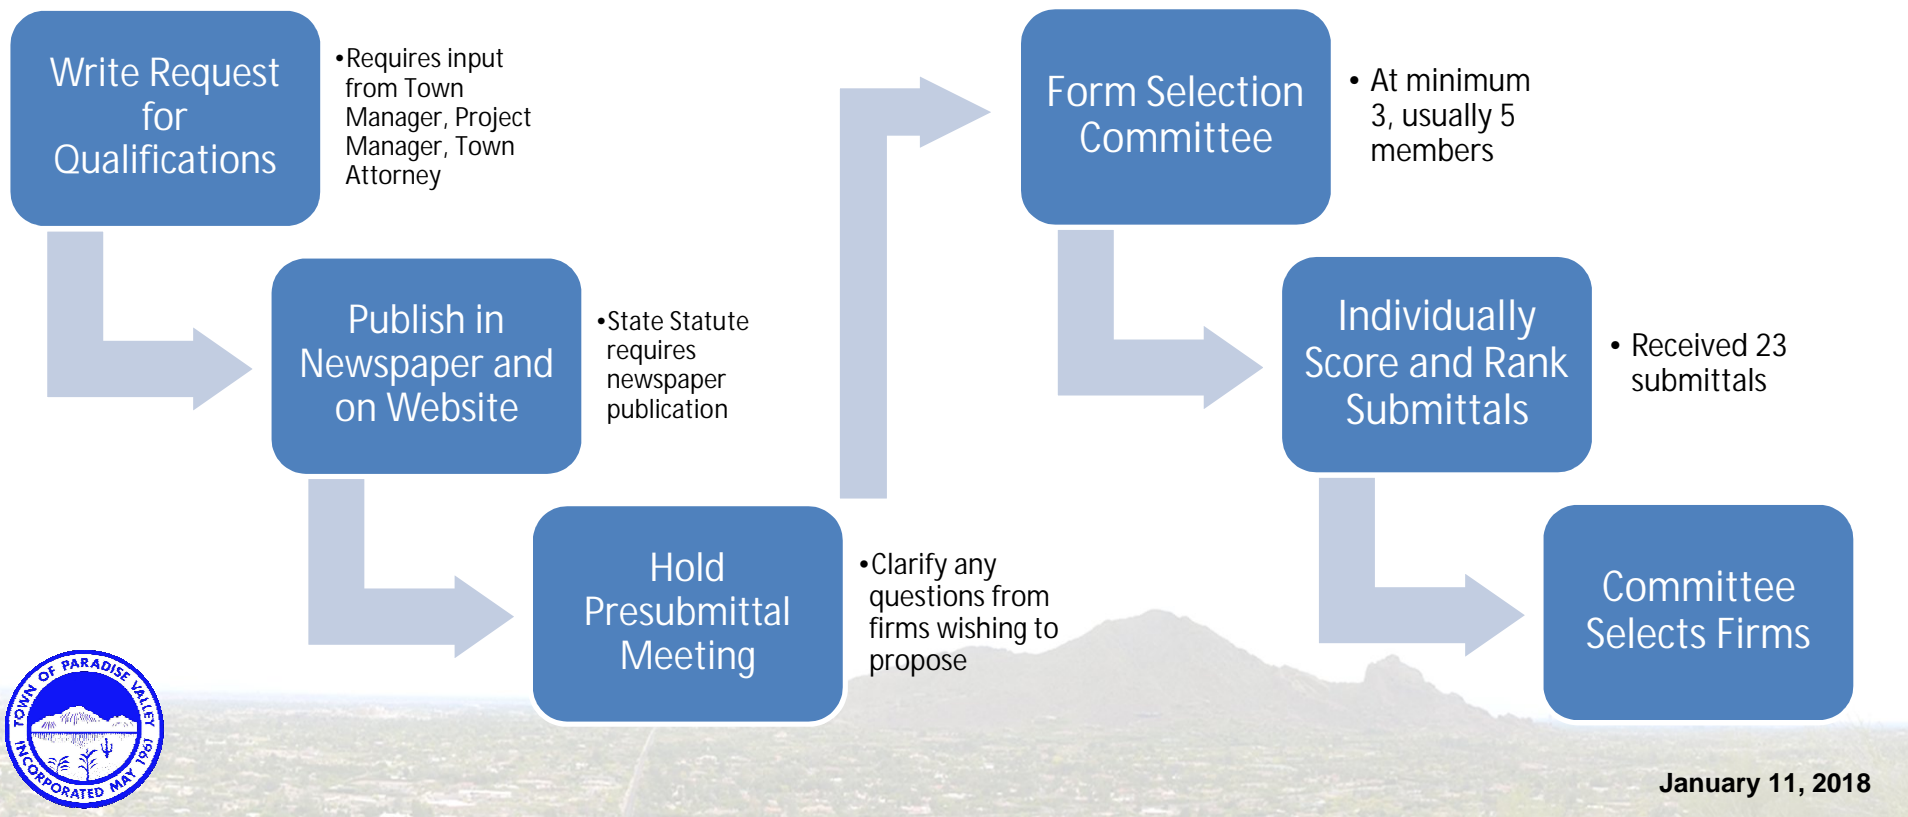 Write Request
for
Qualifications
•Requires input
from Town
Manager, Project
Manager, Town
Attorney
Publish in
Newspaper and
on Website
•State Statute
requires
newspaper
publication
Hold
Presubmittal
Meeting
•Clarify any
questions from
firms wishing to
propose
Form Selection
Committee
• At minimum
3, usually 5
members
Individually
Score and Rank
Submittals
• Received 23
submittals
Committee
Selects Firms
TOWN OF PARADISE VALLEY
INCORPORATED MAY 1961
January 11, 2018